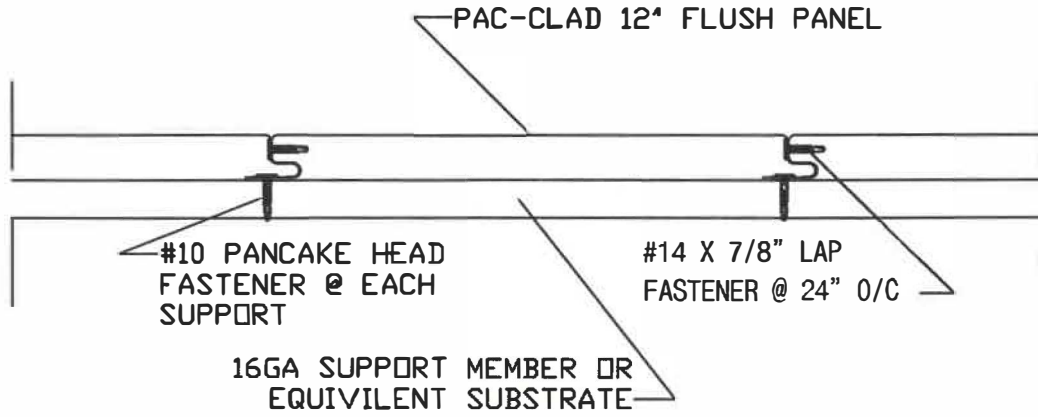 PAC-CLAD 12" FLUSH PANEL
#10 PANCAKE HEAD
FASTENER @ EACH
SUPPORT
#14 X 7/8" LAP
FASTENER @ 24" O/C
16GA SUPPORT MEMBER OR
EQUIVILENT SUBSTRATE